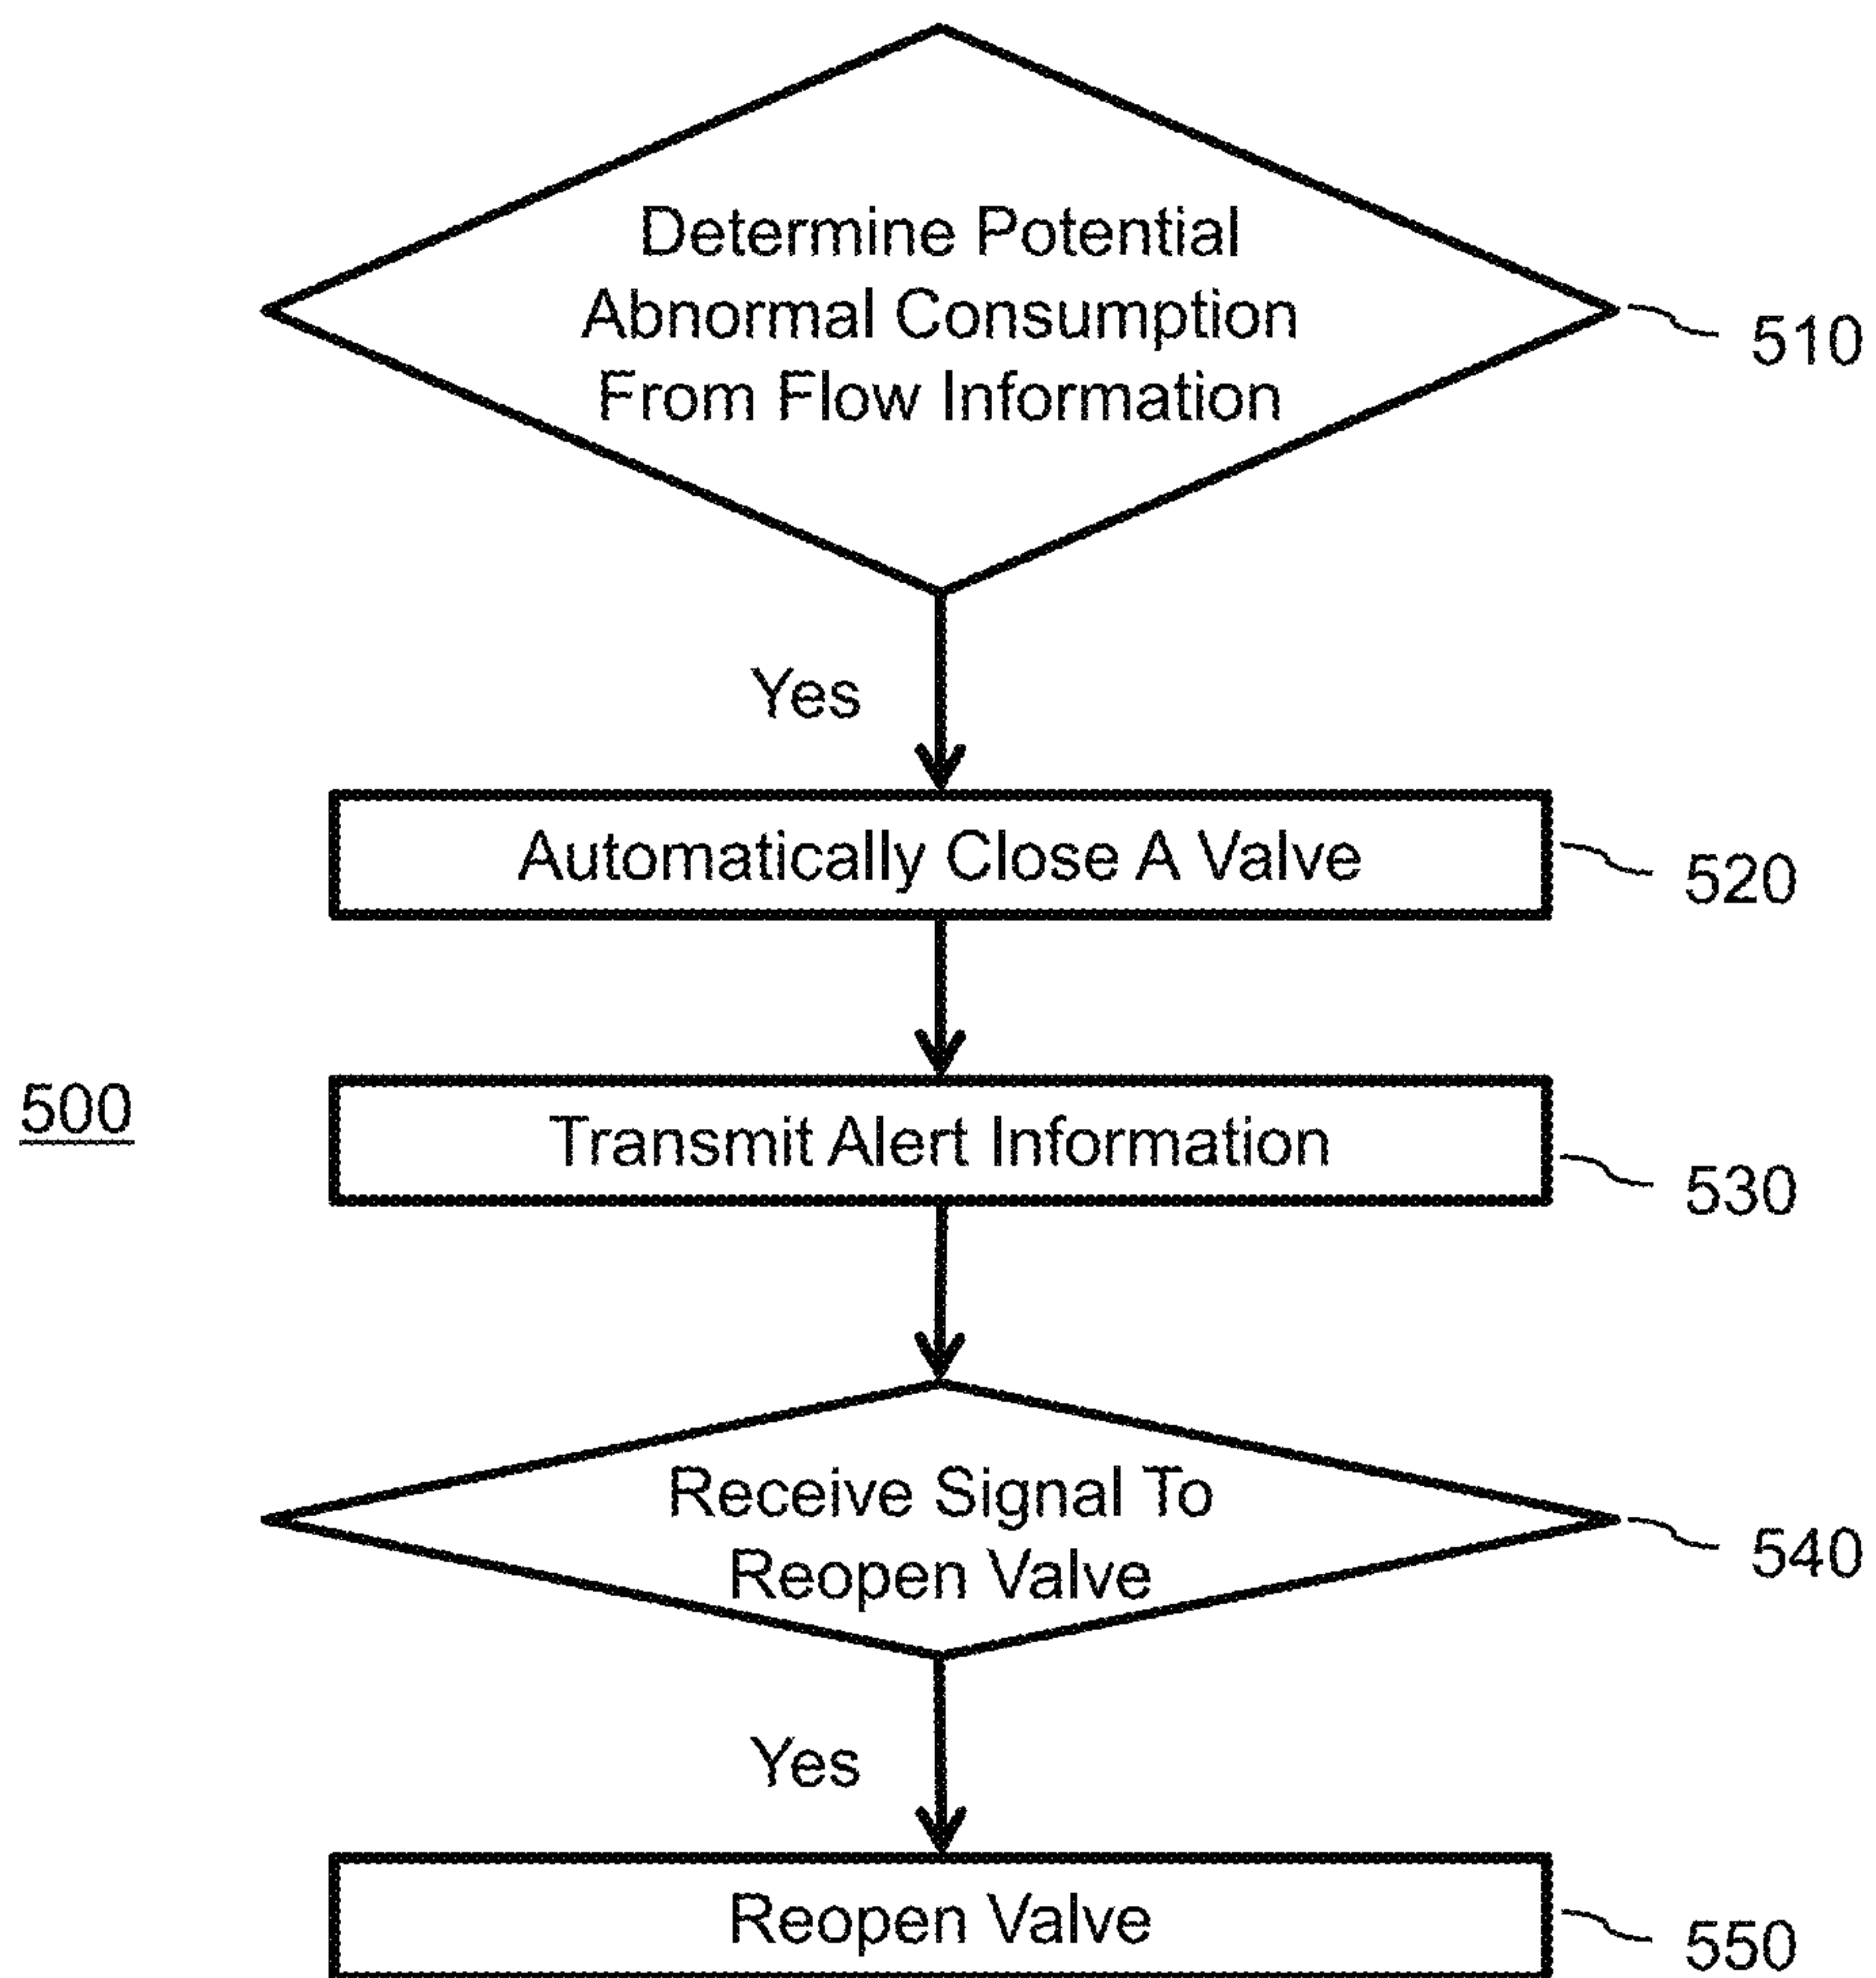 Determine Potential
Abnormal Consumption
From Flow Information
510
Yes
Automatically Close A Valve
520
500
Transmit Alert Information
530
Receive Signal To
Reopen Valve
540
Yes
Reopen Valve
550